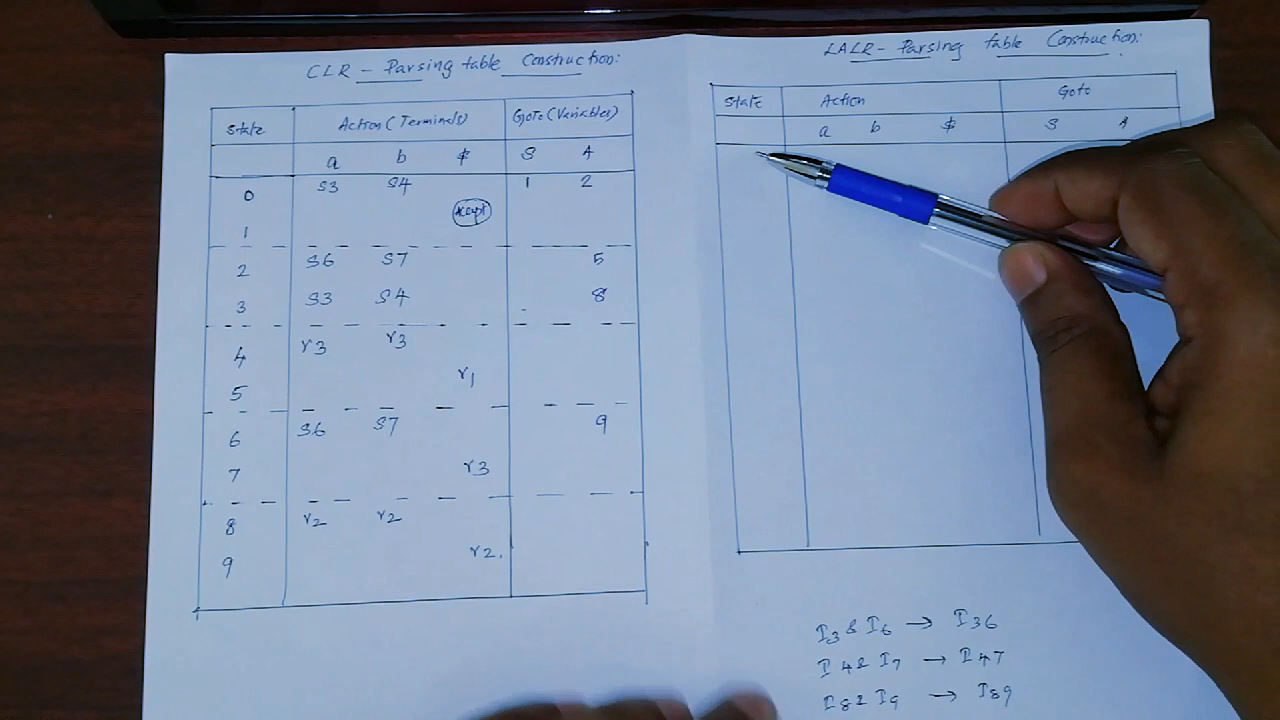 CLR - Parsing table Construction:
State Action (Terminals) Goto (Variables)
a b $ S A
0 S3 S4 1 2
1 Accept
2 S6 S7 5
3 S3 S4 8
4 r3 r3
5 r1
6 S6 S7 9
7 r3
8 r2 r2
9 r2.
LALR - Parsing table Construction:
State Action Goto
a b $ S A
I3 & I6 → I36
I4 & I7 → I47
I8 & I9 → I89